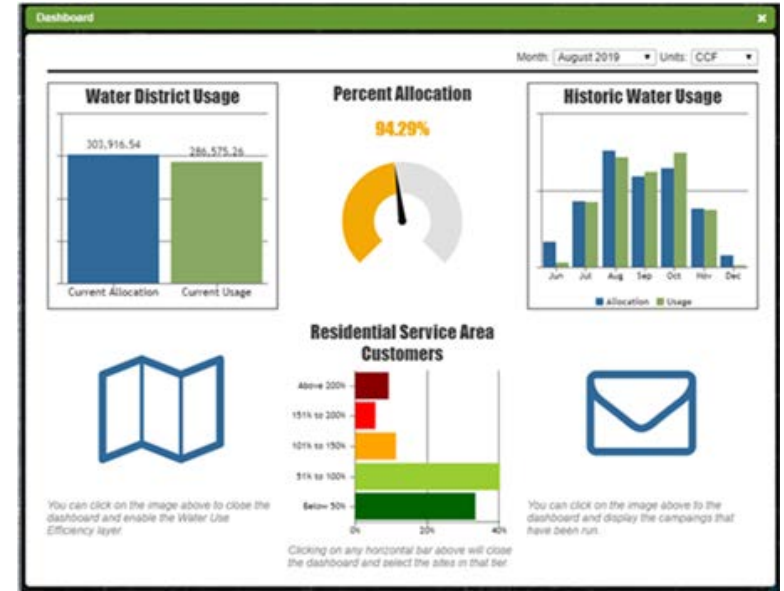 Dashboard
Month: August 2019 Units: CCF
Water District Usage
303,916.54
286,575.26
Current Allocation Current Usage
Percent Allocation
94.29%
Historic Water Usage
Jun Jul Aug Sep Oct Nov Dec
Allocation Usage
You can click on the image above to close the
dashboard and enable the Water Use
Efficiency layer.
Residential Service Area
Customers
Above 200%
151% to 200%
101% to 150%
51% to 100%
Below 50%
0% 20% 40%
Clicking on any horizontal bar above will close
the dashboard and select the sites in that tier.
You can click on the image above to the
dashboard and display the campaings that
have been run.